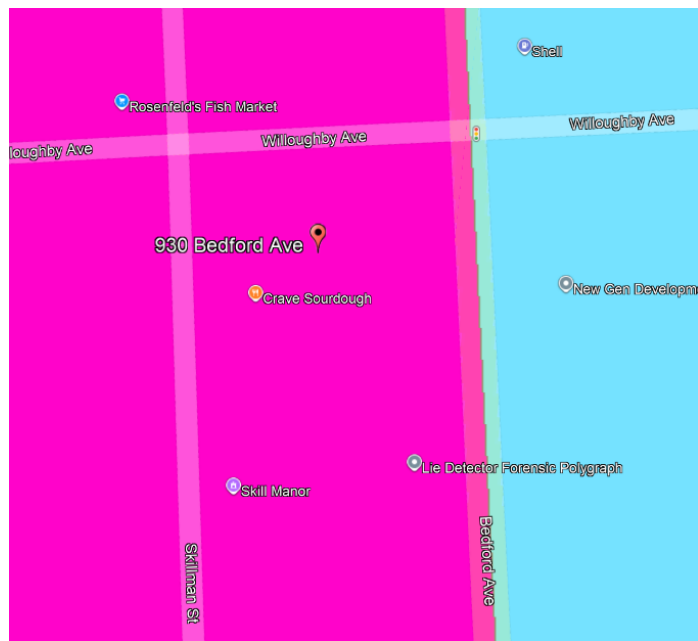 Shell
Rosenfeld's Fish Market
Willoughby Ave
Willoughby Ave
loughby Ave
930 Bedford Ave
New Gen Developm
Crave Sourdough
Lie Detector Forensic Polygraph
Skill Manor
Skillman St
Bedford Ave